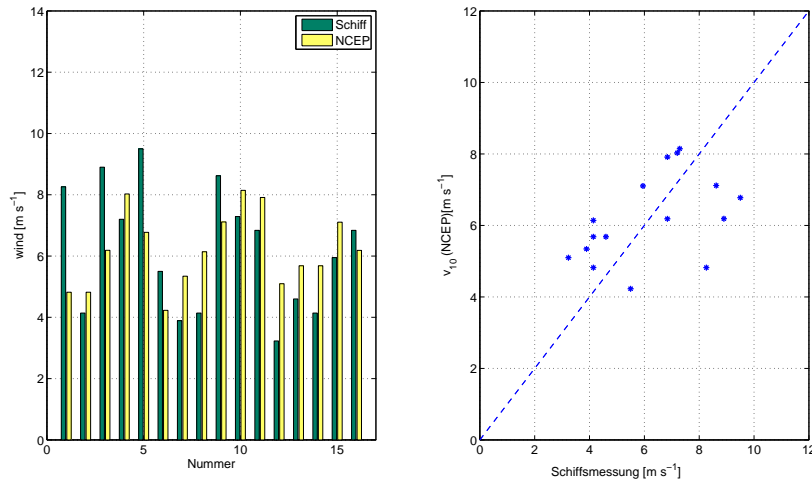 14
12
10
8
6
4
2
0
wind [m s⁻¹]
Schiff
NCEP
0 5 10 15
Nummer
12
10
8
6
4
2
0
v₁₀ (NCEP)[m s⁻¹]
0 2 4 6 8 10 12
Schiffsmessung [m s⁻¹]